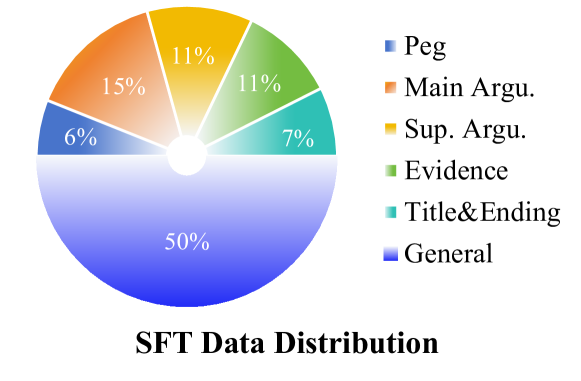 11%
15%
11%
6%
7%
50%
Peg
Main Argu.
Sup. Argu.
Evidence
Title&Ending
General
SFT Data Distribution